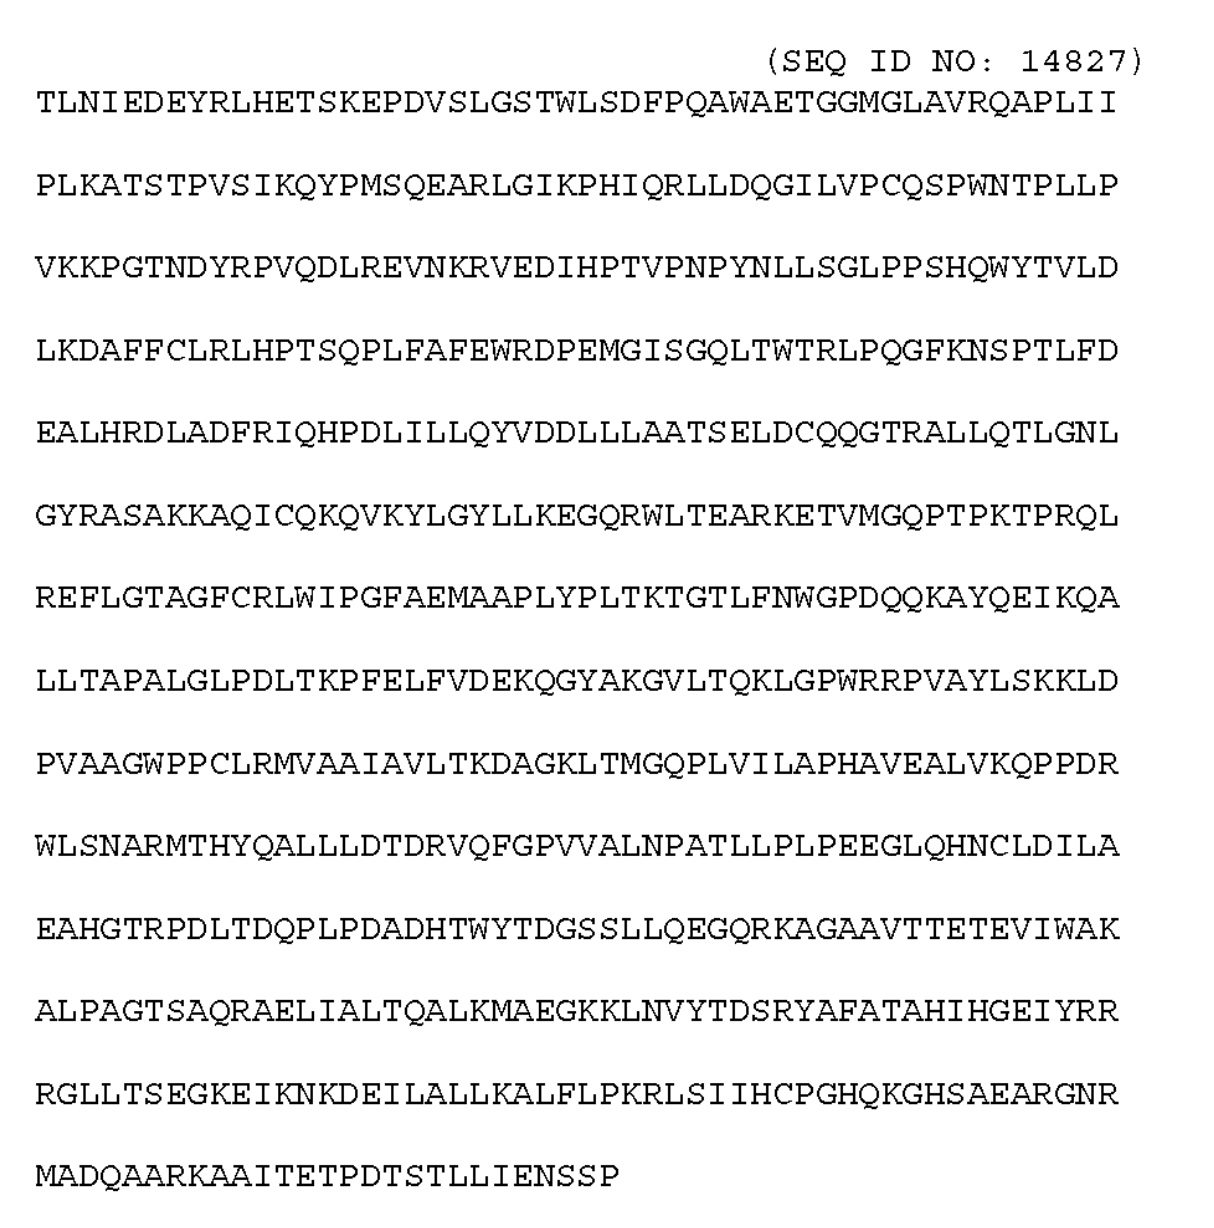 (SEQ ID NO: 14827)
TLNIEDEYRLHETSKEPDVSLGSTWLSDFPQAWAETGGMGLAVRQAPLII
PLKATSTPVSIKQYPMSQEARLGIKPHIQRLLDQGILVPCQSPWNTPLLP
VKKPGTNDYRPVQDLREVNKRVEDIHPTVPNPYNLLSGLPPSHQWYTVLD
LKDAFFCLRLHPTSQPLFAFEWRDPEMGISGQLTWTRLPQGFKNSPTLFD
EALHRDLADFRIQHPDLILLQYVDDLLLAATSELDCQQGTRALLQTLGNL
GYRASAKKAQICQKQVKYLGYLLKEGQRWLTEARKETVMGQPTPKTPRQL
REFLGTAGFCRLWIPGFAEMAAPLYPLTKTGTLFNWGPDQQKAYQEIKQA
LLTAPALGLPDLTKPFELFVDEKQGYAKGVLTQKLGPWRRPVAYLSKKLD
PVAAGWPPCLRMVAAIAVLTKDAGKLTMGQPLVILAPHAVEALVKQPPDR
WLSNARMTHYQALLLDTDRVQFGPVVALNPATLLPLPEEGLQHNCLDILA
EAHGTRPDLTDQPLPDADHTWYTDGSSLLQEGQRKAGAAVTTETEVIWAK
ALPAGTSAQRAELIALTQALKMAEGKKLNVYTDSRYAFATAHIHGEIYRR
RGLLTSEGKEIKNKDEILALLKALFLPKRLSIIHCPGHQKGHSAEARGNR
MADQAARKAAITETPDTSTLLIENSSP